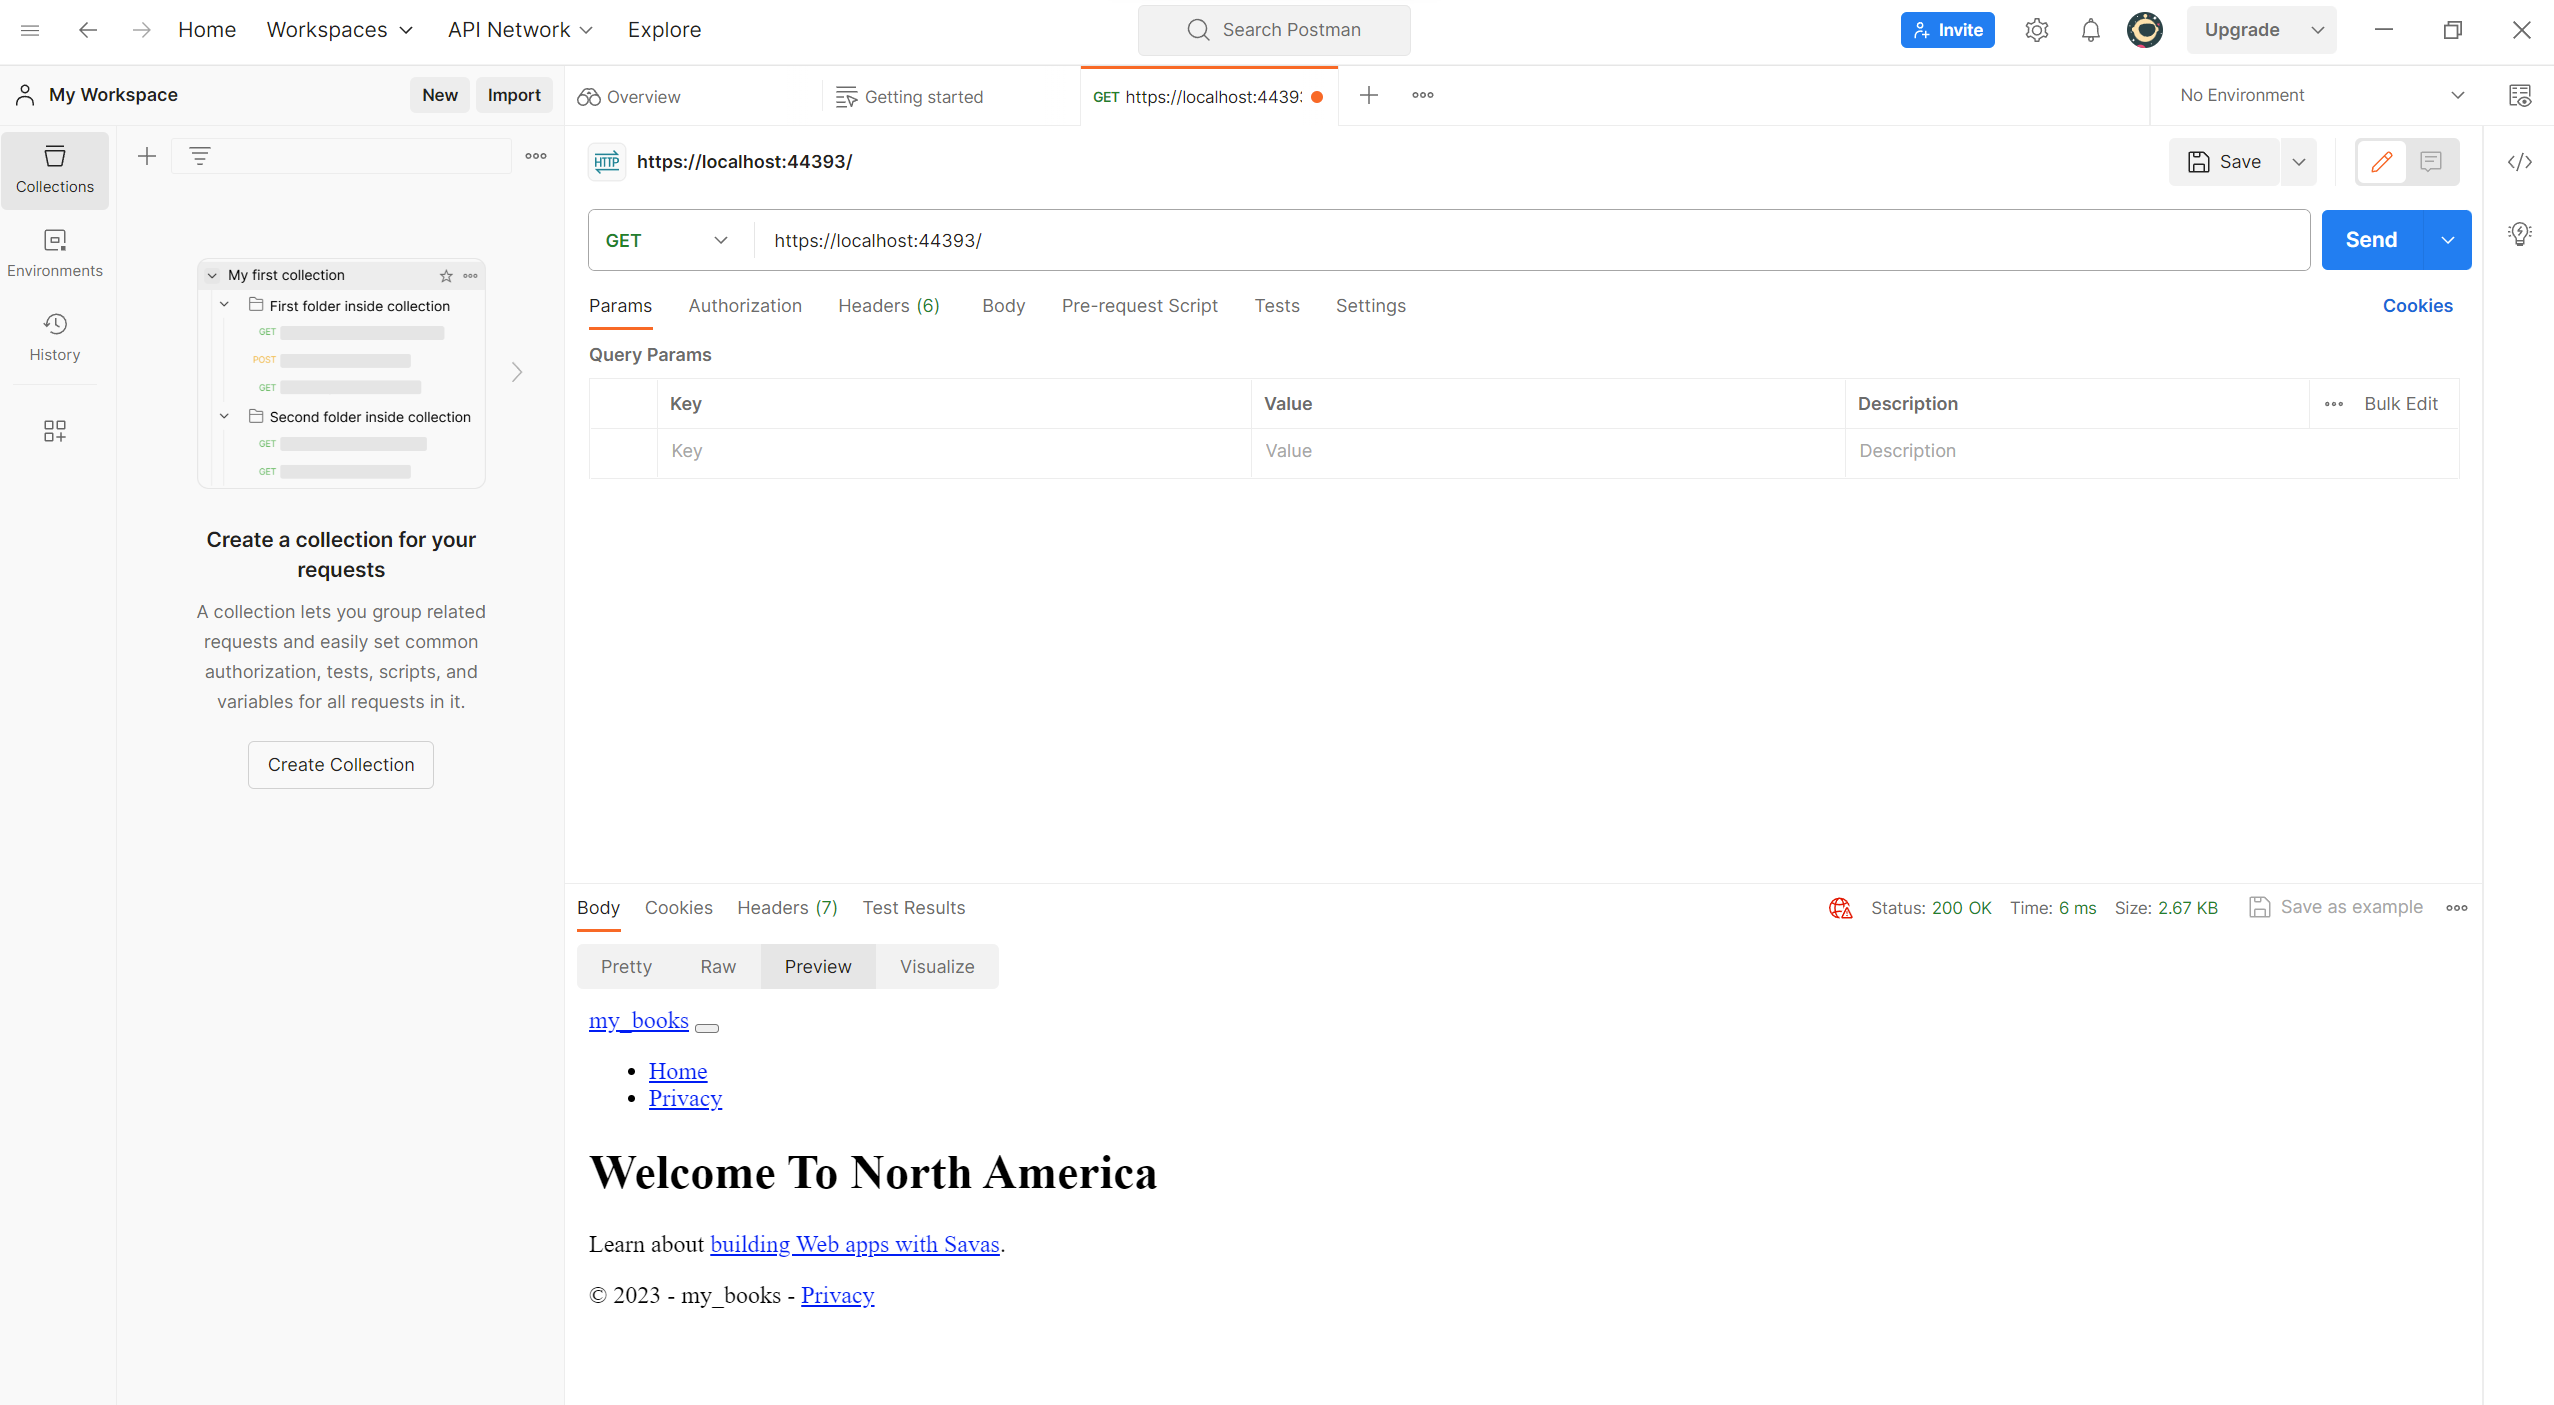 Home Workspaces API Network Explore Search Postman Invite Upgrade
My Workspace New Import Overview Getting started GET https://localhost:4439 No Environment
HTTP https://localhost:44393/ Save
Collections
Environments
History
My first collection
First folder inside collection
GET
POST
GET
Second folder inside collection
GET
GET
Create a collection for your
requests
A collection lets you group related
requests and easily set common
authorization, tests, scripts, and
variables for all requests in it.
Create Collection
GET https://localhost:44393/ Send
Params Authorization Headers (6) Body Pre-request Script Tests Settings Cookies
Query Params
Key Value Description Bulk Edit
Key Value Description
Body Cookies Headers (7) Test Results Status: 200 OK Time: 6 ms Size: 2.67 KB Save as example
Pretty Raw Preview Visualize
my_books
Home
Privacy
Welcome To North America
Learn about building Web apps with Savas.
© 2023 - my_books - Privacy